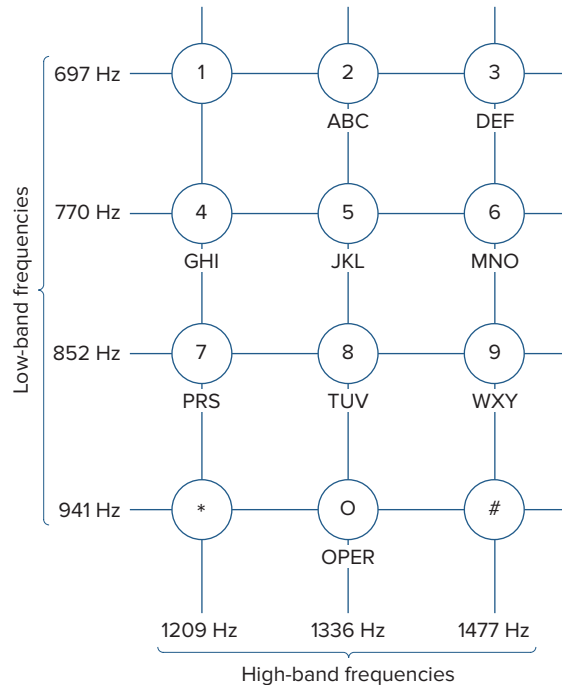 697 Hz 1 2 3
ABC DEF
770 Hz 4 5 6
GHI JKL MNO
Low-band frequencies
852 Hz 7 8 9
PRS TUV WXY
941 Hz * O #
OPER
1209 Hz 1336 Hz 1477 Hz
High-band frequencies